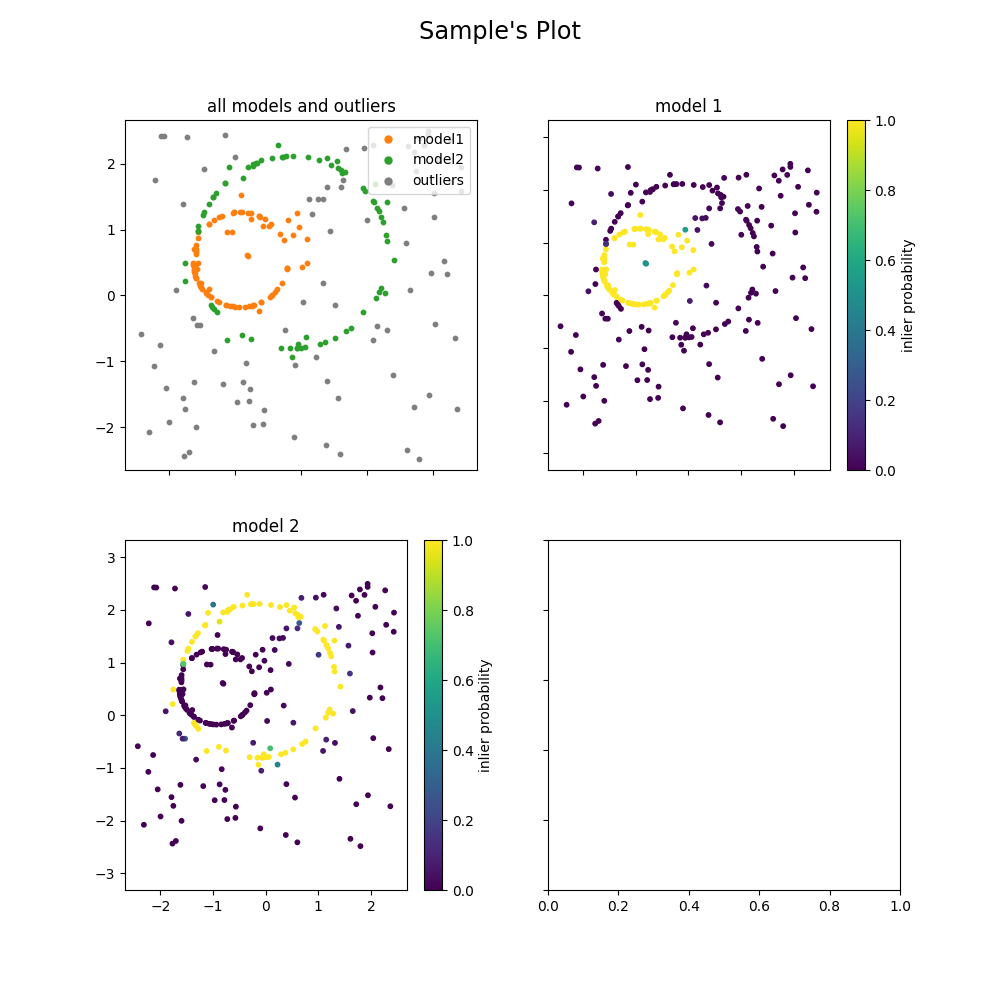 Sample's Plot
all models and outliers
model1
model2
outliers
2
1
0
−1
−2
model 1
1.0
0.8
0.6
0.4
0.2
0.0
inlier probability
model 2
3
2
1
0
−1
−2
−3
−2 −1 0 1 2
1.0
0.8
0.6
0.4
0.2
0.0
inlier probability
0.0 0.2 0.4 0.6 0.8 1.0